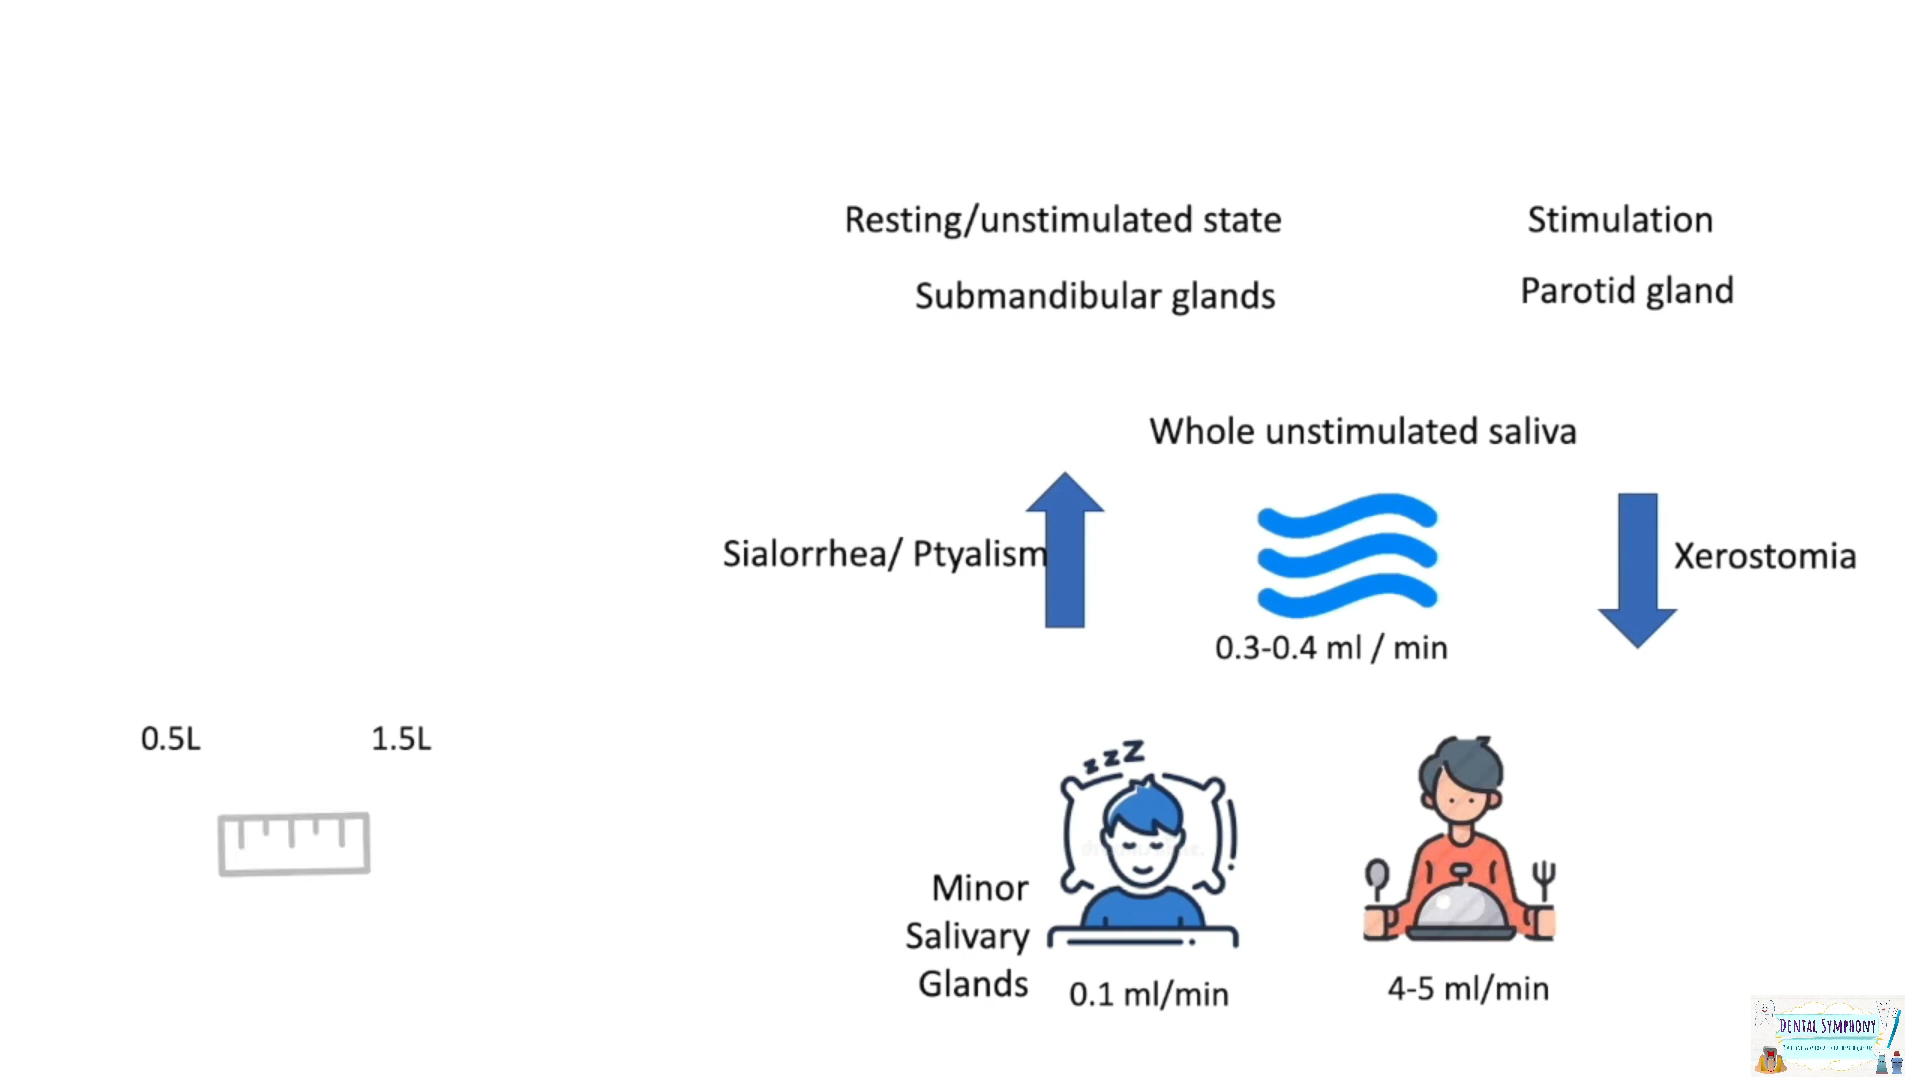 Resting/unstimulated state
Stimulation
Submandibular glands
Parotid gland
Whole unstimulated saliva
Sialorrhea/ Ptyalism
Xerostomia
0.3-0.4 ml / min
0.5L
1.5L
zzZ
Minor
Salivary
Glands
0.1 ml/min
4-5 ml/min
DENTAL SYMPHONY